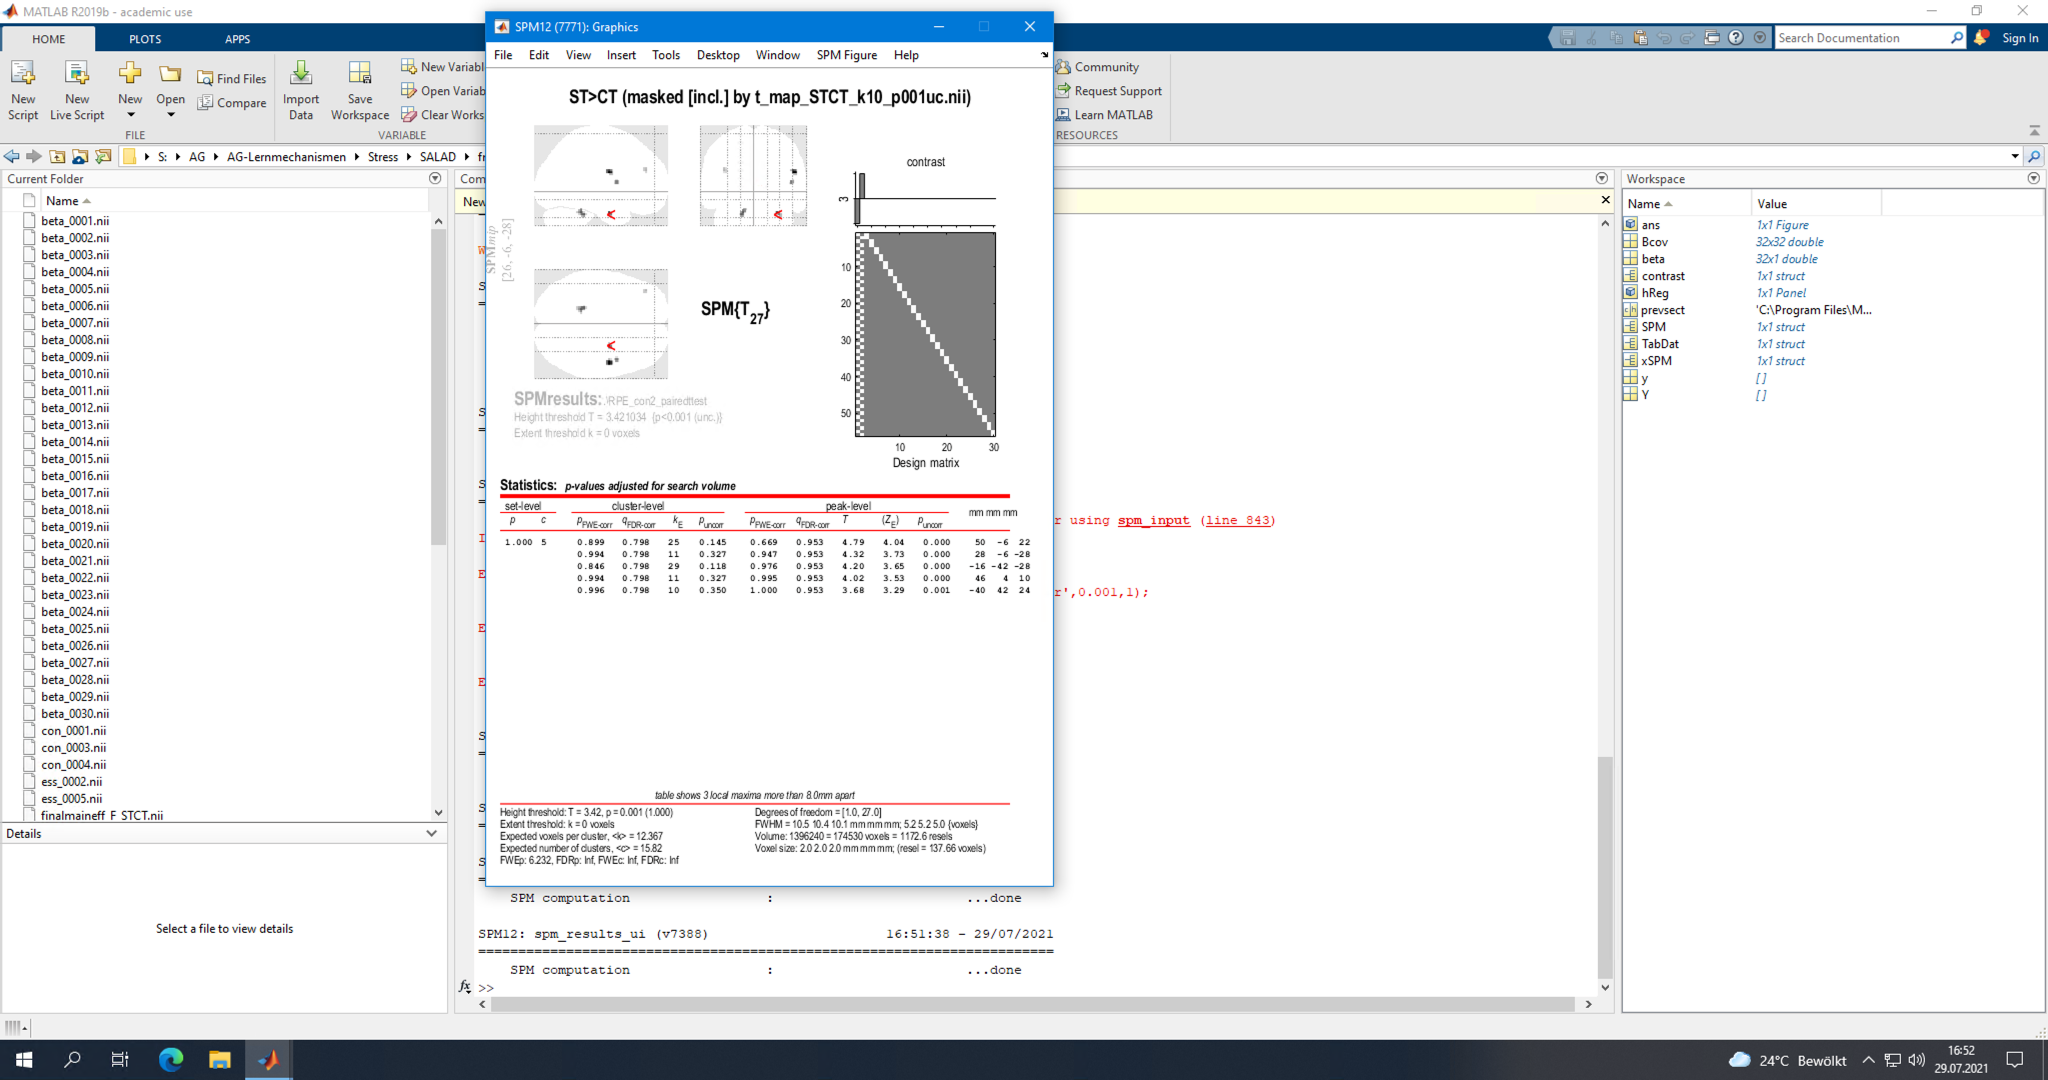 MATLAB R2019b - academic use
HOME PLOTS APPS
Search Documentation
Sign In
New Script
New Live Script
New
Open
Find Files
Compare
Import Data
Save Workspace
New Variabl
Open Variab
Clear Works
Community
Request Support
Learn MATLAB
FILE
VARIABLE
RESOURCES
S: AG AG-Lernmechanismen Stress SALAD
Current Folder
Name
beta_0001.nii
beta_0002.nii
beta_0003.nii
beta_0004.nii
beta_0005.nii
beta_0006.nii
beta_0007.nii
beta_0008.nii
beta_0009.nii
beta_0010.nii
beta_0011.nii
beta_0012.nii
beta_0013.nii
beta_0014.nii
beta_0015.nii
beta_0016.nii
beta_0017.nii
beta_0018.nii
beta_0019.nii
beta_0020.nii
beta_0021.nii
beta_0022.nii
beta_0023.nii
beta_0024.nii
beta_0025.nii
beta_0026.nii
beta_0027.nii
beta_0028.nii
beta_0029.nii
beta_0030.nii
con_0001.nii
con_0003.nii
con_0004.nii
ess_0002.nii
ess_0005.nii
finalmaineff_F_STCT.nii
Details
Select a file to view details
Com
New
SPM12 (7771): Graphics
File Edit View Insert Tools Desktop Window SPM Figure Help
ST>CT (masked [incl.] by t_map_STCT_k10_p001uc.nii)
SPMmip
[26, -6, -28]
contrast
3
SPM{T27}
10
20
30
40
50
10 20 30
Design matrix
SPMresults: .\RPE_con2_pairedttest
Height threshold T = 3.421034 {p<0.001 (unc.)}
Extent threshold k = 0 voxels
Statistics: p-values adjusted for search volume
set-level cluster-level peak-level mm mm mm
p c pFWE-corr qFDR-corr kE puncorr pFWE-corr qFDR-corr T (ZE) puncorr
1.000 5 0.899 0.798 25 0.145 0.669 0.953 4.79 4.04 0.000 50 -6 22
0.994 0.798 11 0.327 0.947 0.953 4.32 3.73 0.000 28 -6 -28
0.846 0.798 29 0.118 0.976 0.953 4.20 3.65 0.000 -16 -42 -28
0.994 0.798 11 0.327 0.995 0.953 4.02 3.53 0.000 46 4 10
0.996 0.798 10 0.350 1.000 0.953 3.68 3.29 0.001 -40 42 24
table shows 3 local maxima more than 8.0mm apart
Height threshold: T = 3.42, p = 0.001 (1.000)
Extent threshold: k = 0 voxels
Expected voxels per cluster, <k> = 12.367
Expected number of clusters, <c> = 15.82
FWEp: 6.232, FDRp: Inf, FWEc: Inf, FDRc: Inf
Degrees of freedom = [1.0, 27.0]
FWHM = 10.5 10.4 10.1 mm mm mm; 5.2 5.2 5.0 {voxels}
Volume: 1396240 = 174530 voxels = 1172.6 resels
Voxel size: 2.0 2.0 2.0 mm mm mm; (resel = 137.66 voxels)
r using spm_input (line 843)
r',0.001,1);
SPM computation : ...done
SPM12: spm_results_ui (v7388) 16:51:38 - 29/07/2021
========================================================================
SPM computation : ...done
fx >>
Workspace
Name Value
ans 1x1 Figure
Bcov 32x32 double
beta 32x1 double
contrast 1x1 struct
hReg 1x1 Panel
prevsect 'C:\Program Files\M...
SPM 1x1 struct
TabDat 1x1 struct
xSPM 1x1 struct
y []
Y []
24°C Bewölkt
16:52
29.07.2021